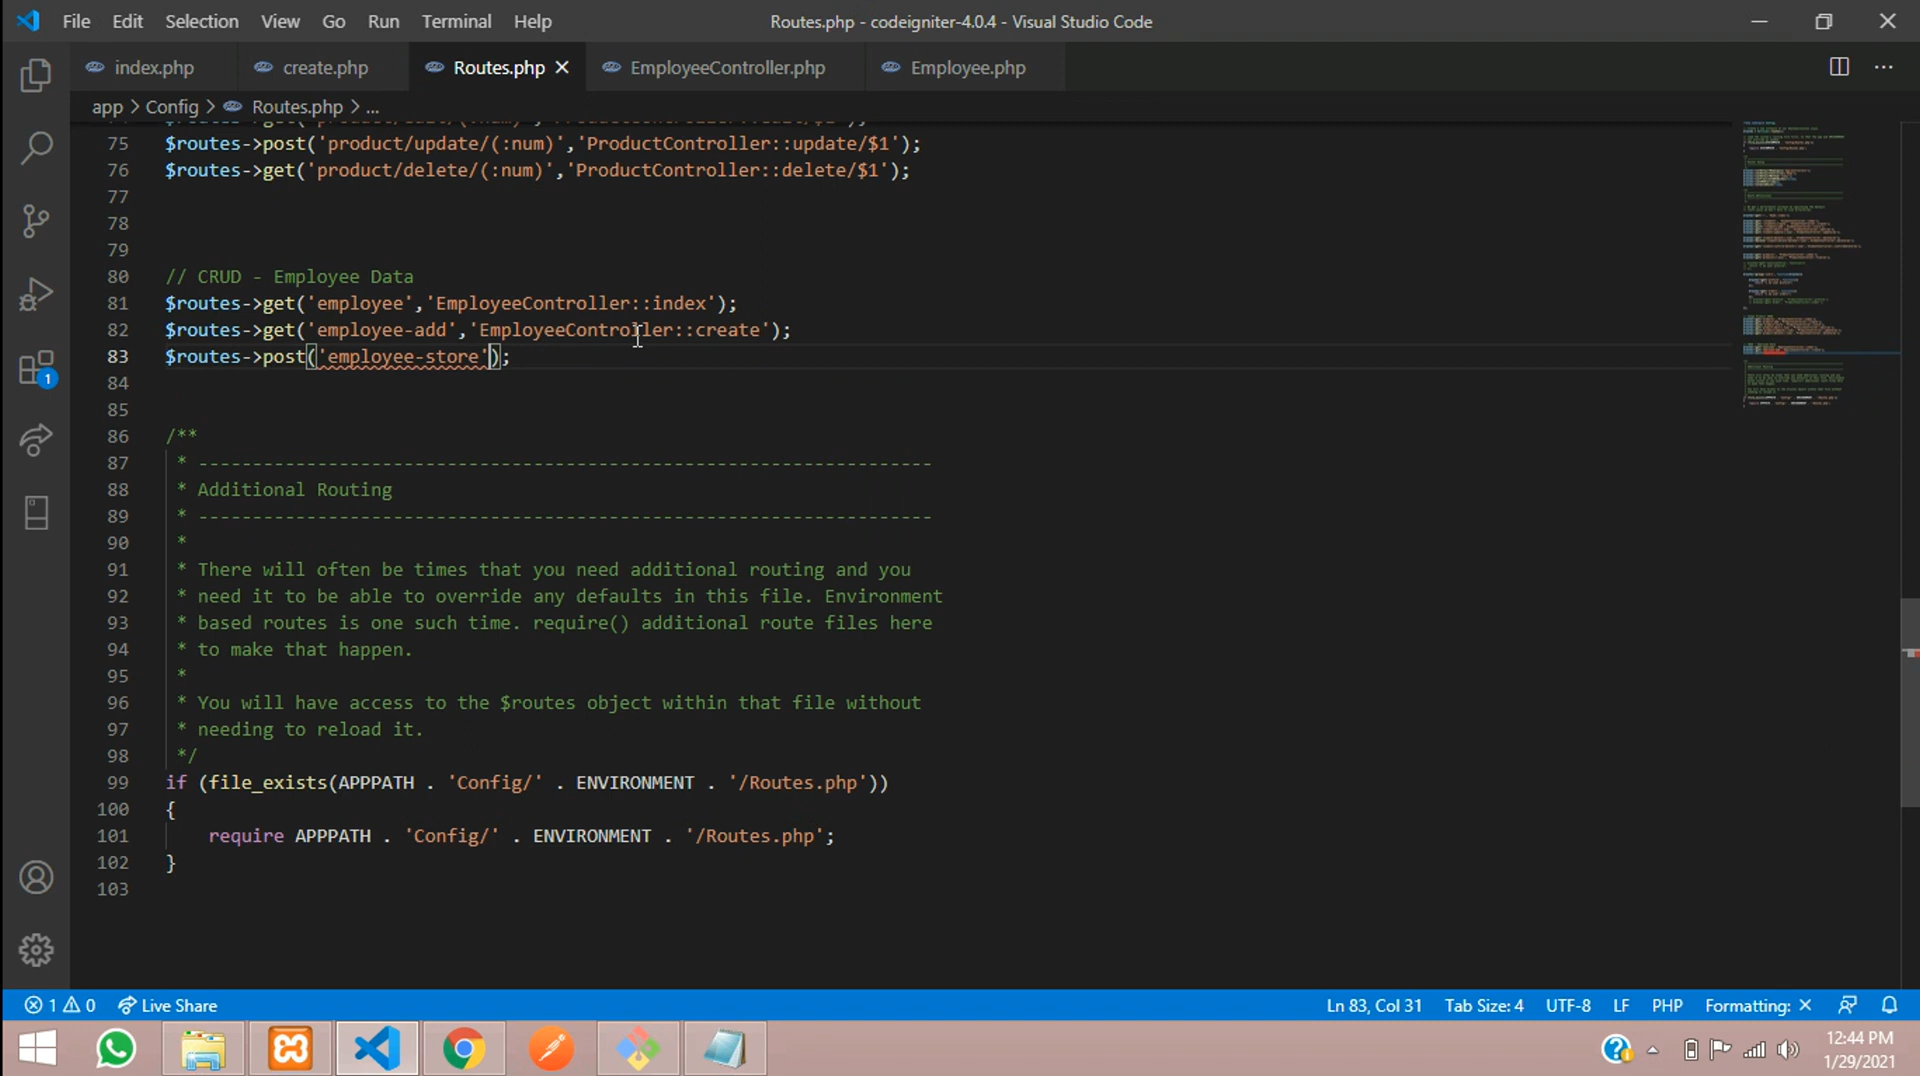 File Edit Selection View Go Run Terminal Help Routes.php - codeigniter-4.0.4 - Visual Studio Code
index.php create.php Routes.php EmployeeController.php Employee.php
app > Config > Routes.php > ...
75 $routes->post('product/update/(:num)','ProductController::update/$1');
76 $routes->get('product/delete/(:num)','ProductController::delete/$1');
77
78
79
80 // CRUD - Employee Data
81 $routes->get('employee','EmployeeController::index');
82 $routes->get('employee-add','EmployeeController::create');
83 $routes->post('employee-store');
84
85
86 /**
87 * --------------------------------------------------------------------
88 * Additional Routing
89 * --------------------------------------------------------------------
90 *
91 * There will often be times that you need additional routing and you
92 * need it to be able to override any defaults in this file. Environment
93 * based routes is one such time. require() additional route files here
94 * to make that happen.
95 *
96 * You will have access to the $routes object within that file without
97 * needing to reload it.
98 */
99 if (file_exists(APPPATH . 'Config/' . ENVIRONMENT . '/Routes.php'))
100 {
101 require APPPATH . 'Config/' . ENVIRONMENT . '/Routes.php';
102 }
103
1
1 0 Live Share Ln 83, Col 31 Tab Size: 4 UTF-8 LF PHP Formatting: ×
12:44 PM
1/29/2021